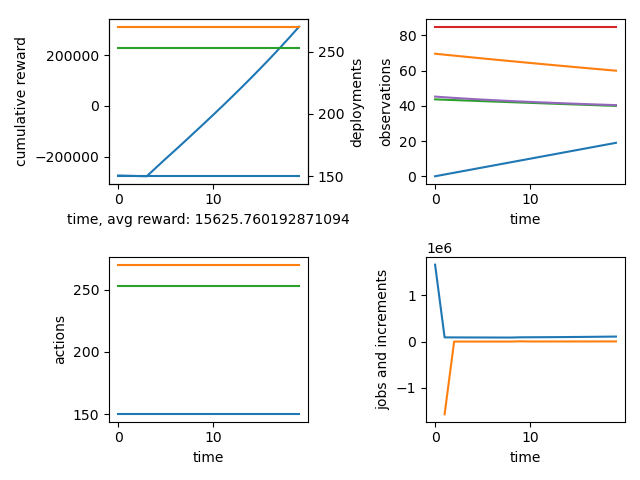 200000
0
−200000
cumulative reward
250
200
150
deployments
0
10
time, avg reward: 15625.760192871094
80
60
40
20
0
observations
0
10
time
250
200
150
actions
0
10
time
1e6
1
0
−1
jobs and increments
0
10
time